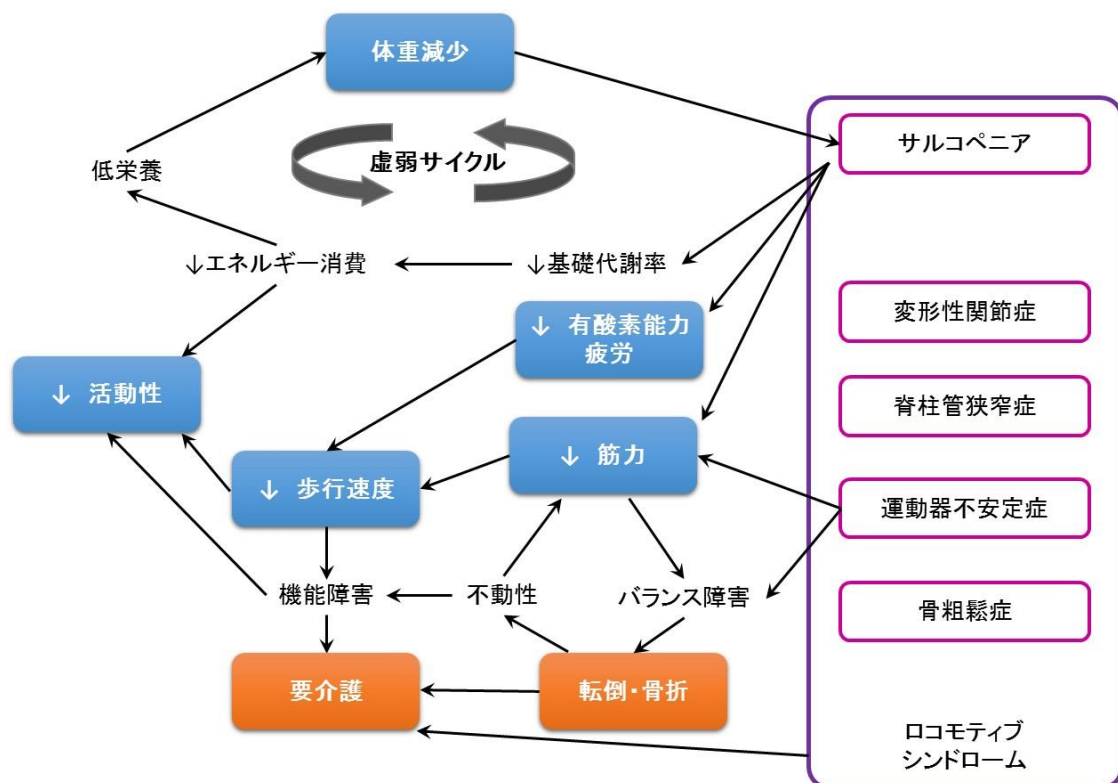 体重減少
サルコペニア
虚弱サイクル
低栄養
↓エネルギー消費
↓基礎代謝率
変形性関節症
↓ 有酸素能力
疲労
↓ 活動性
脊柱管狭窄症
↓ 筋力
↓ 歩行速度
運動器不安定症
機能障害
不動性
バランス障害
骨粗鬆症
要介護
転倒・骨折
ロコモティブ
シンドローム